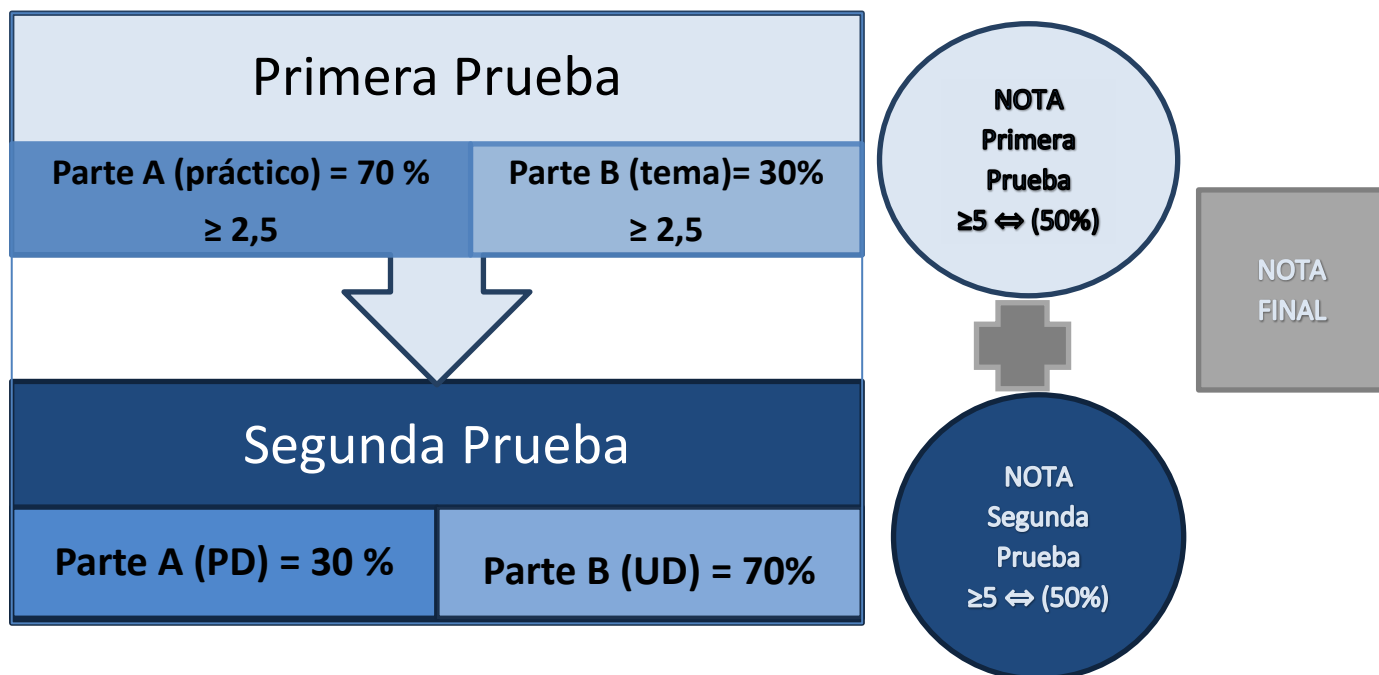 Primera Prueba
Parte A (práctico) = 70 %
≥ 2,5
Parte B (tema)= 30%
≥ 2,5
Segunda Prueba
Parte A (PD) = 30 %
Parte B (UD) = 70%
NOTA
Primera
Prueba
≥5 ⇔ (50%)
NOTA
Segunda
Prueba
≥5 ⇔ (50%)
NOTA
FINAL